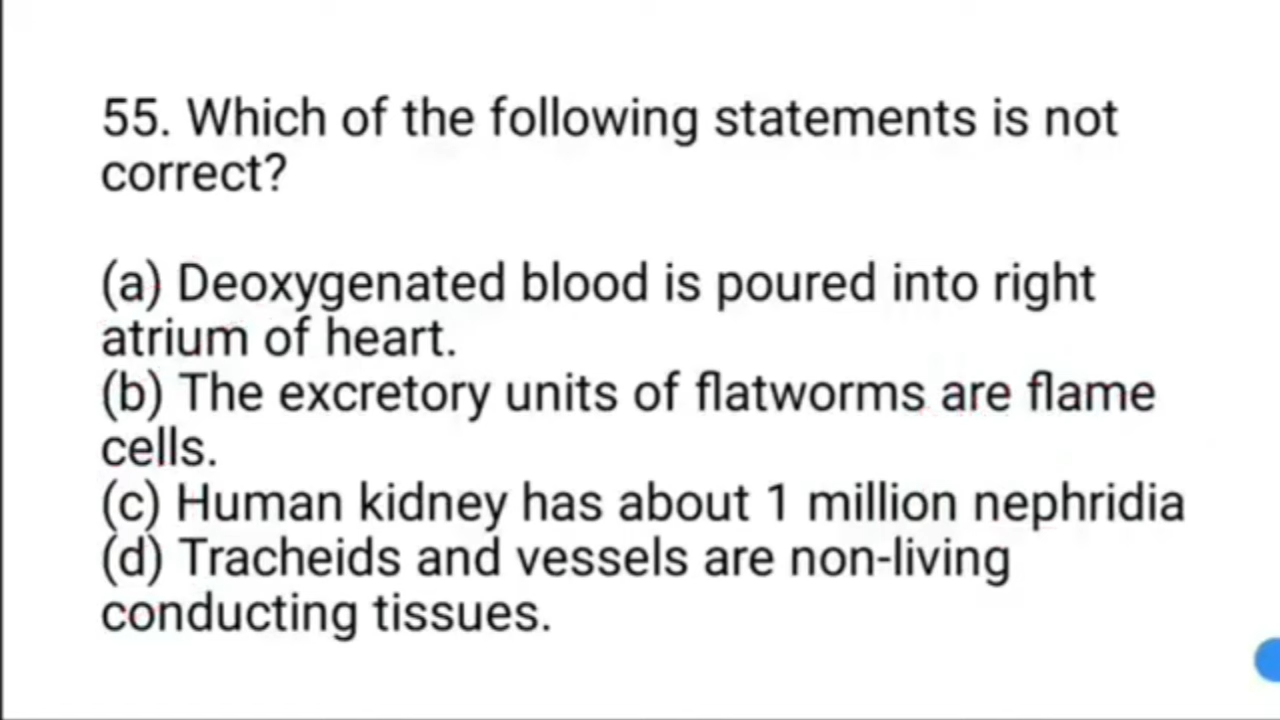 55. Which of the following statements is not
correct?
(a) Deoxygenated blood is poured into right
atrium of heart.
(b) The excretory units of flatworms are flame
cells.
(c) Human kidney has about 1 million nephridia
(d) Tracheids and vessels are non-living
conducting tissues.